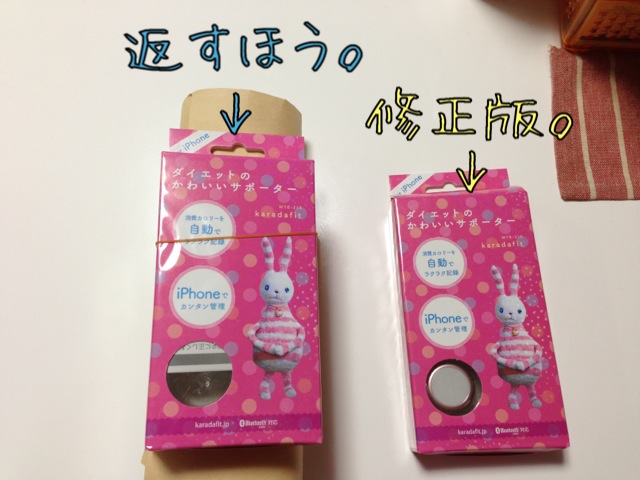 返すほう。
修正版。
iPhone
ダイエットの
かわいいサポーター
karadafit
消費カロリーを
自動で
ラクラク記録
iPhoneで
カンタン管理
karadafit.jp
Bluetooth 対応
iPhone
ダイエットの
かわいいサポーター
karadafit
消費カロリーを
自動で
ラクラク記録
iPhoneで
カンタン管理
karadafit.jp
Bluetooth 対応